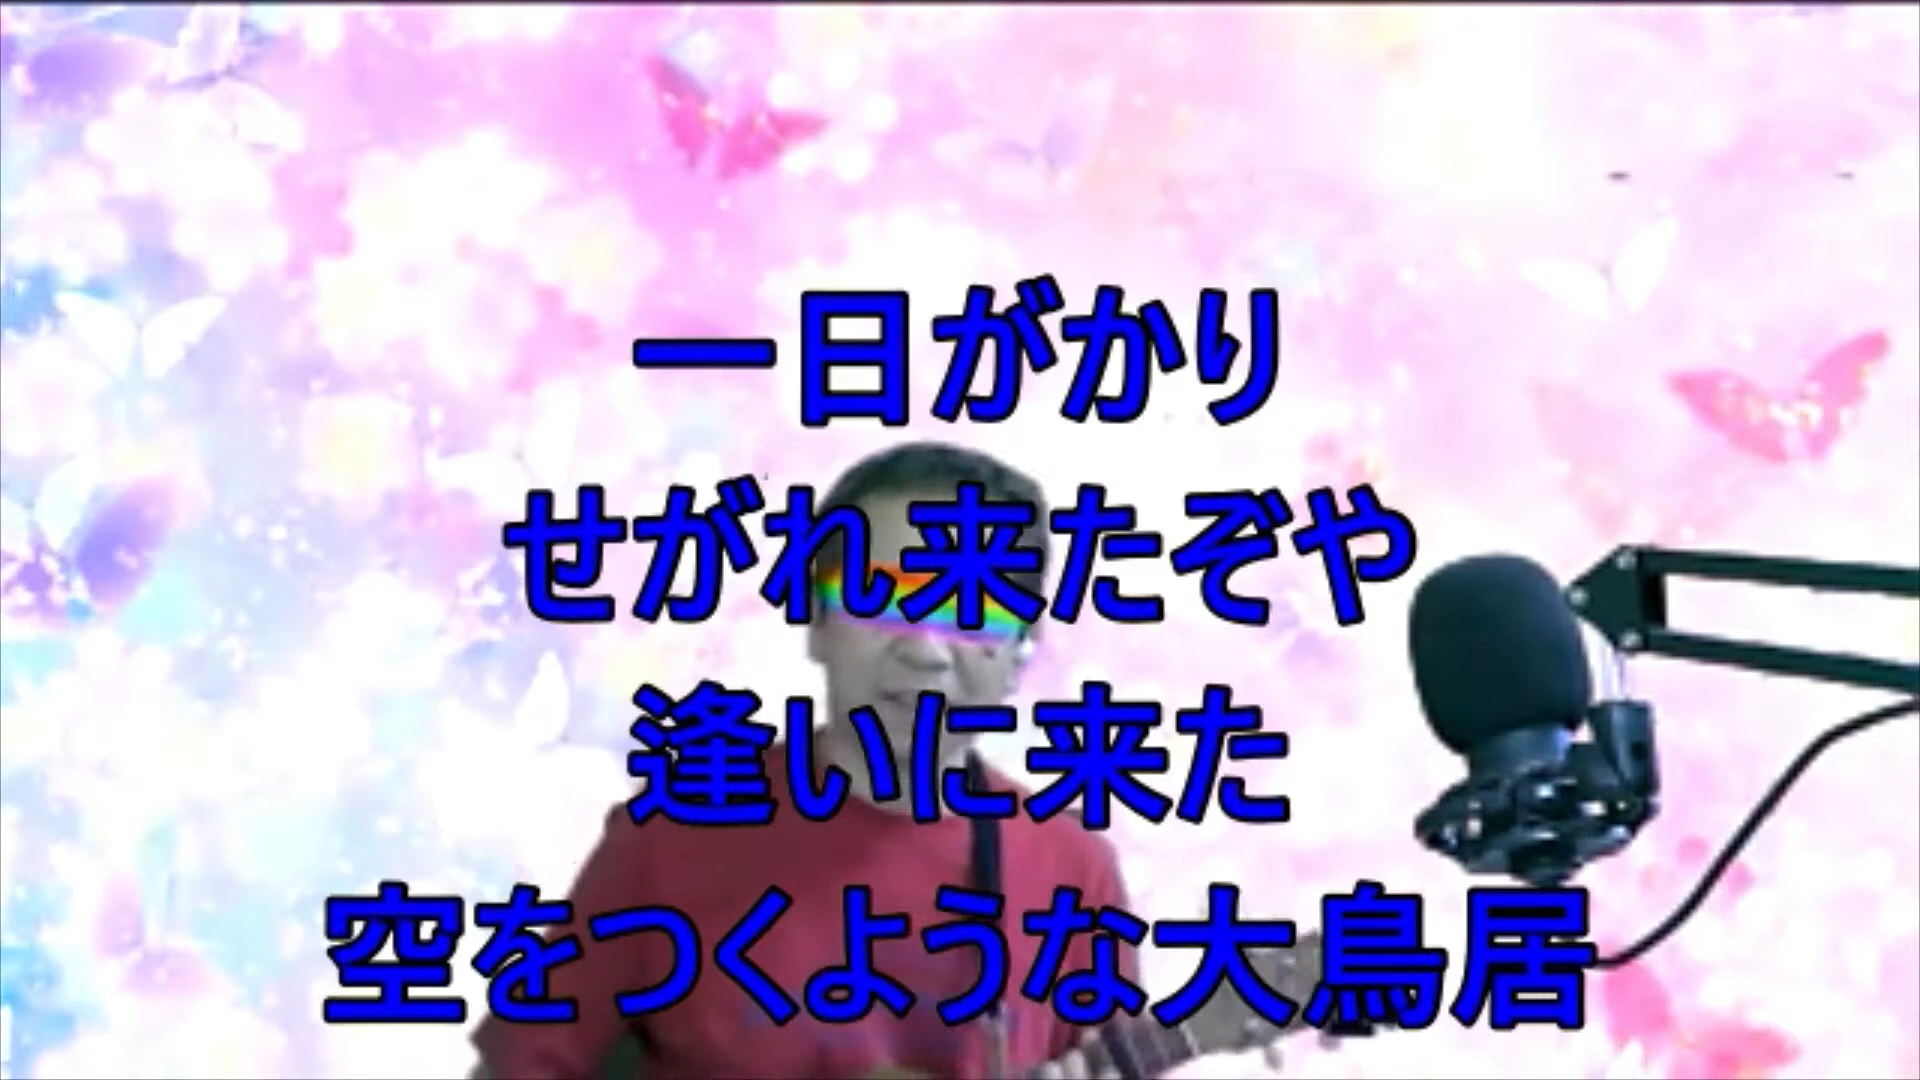 一日がかり
せがれ来たぞや
逢いに来た
空をつくような大鳥居